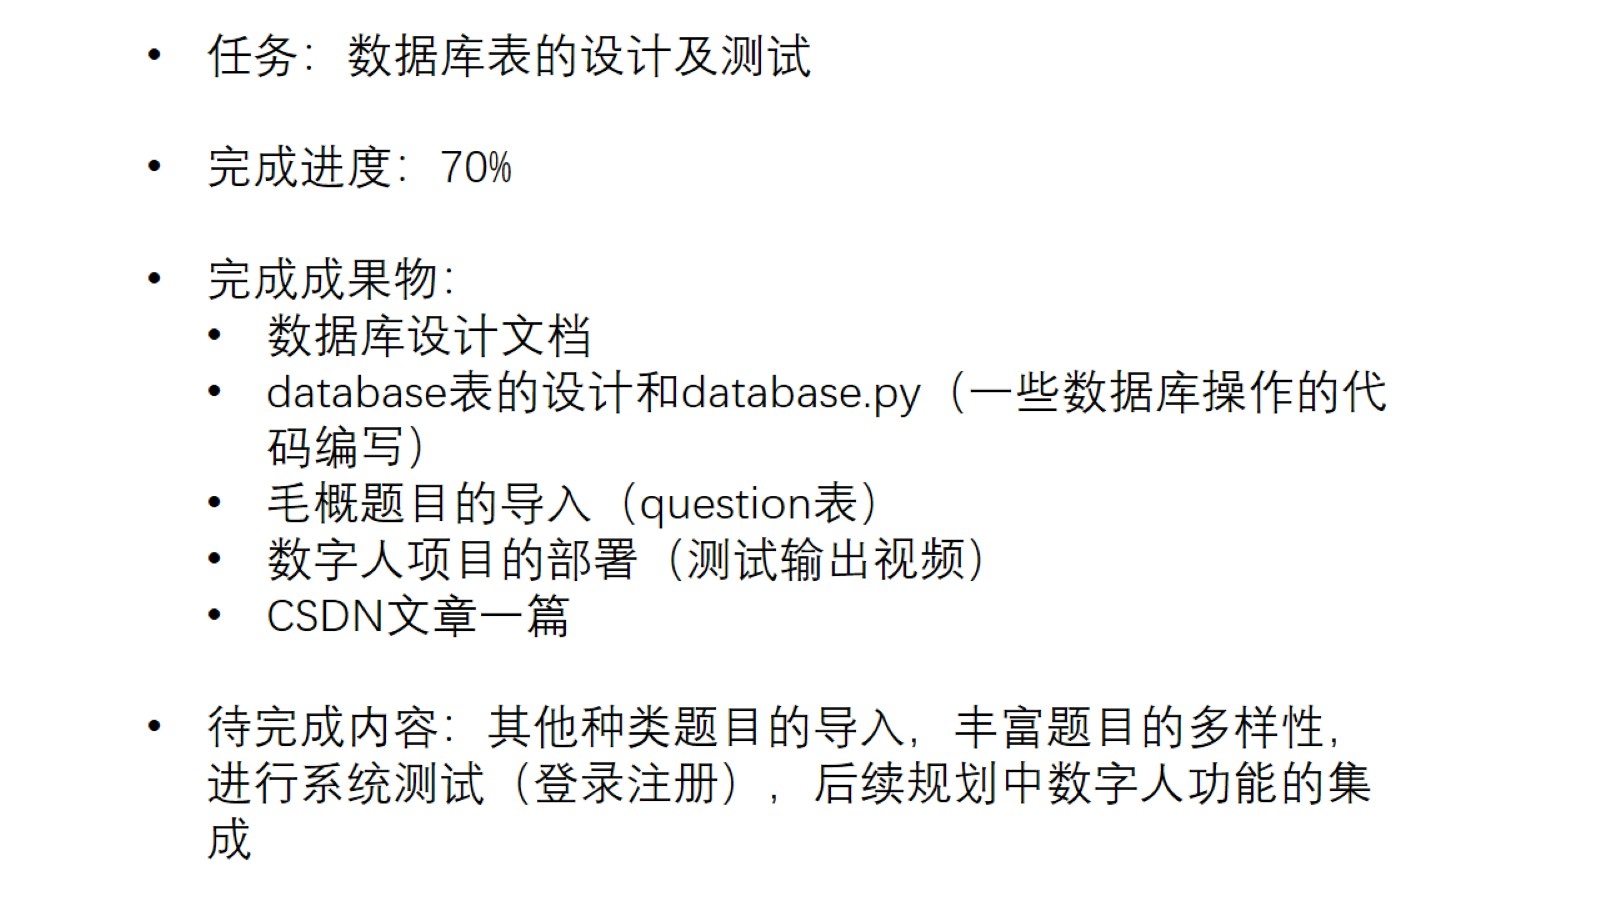 • 任务：数据库表的设计及测试
• 完成进度：70%
• 完成成果物：
• 数据库设计文档
• database表的设计和database.py（一些数据库操作的代
码编写）
• 毛概题目的导入（question表）
• 数字人项目的部署（测试输出视频）
• CSDN文章一篇
• 待完成内容：其他种类题目的导入，丰富题目的多样性，
进行系统测试（登录注册），后续规划中数字人功能的集
成